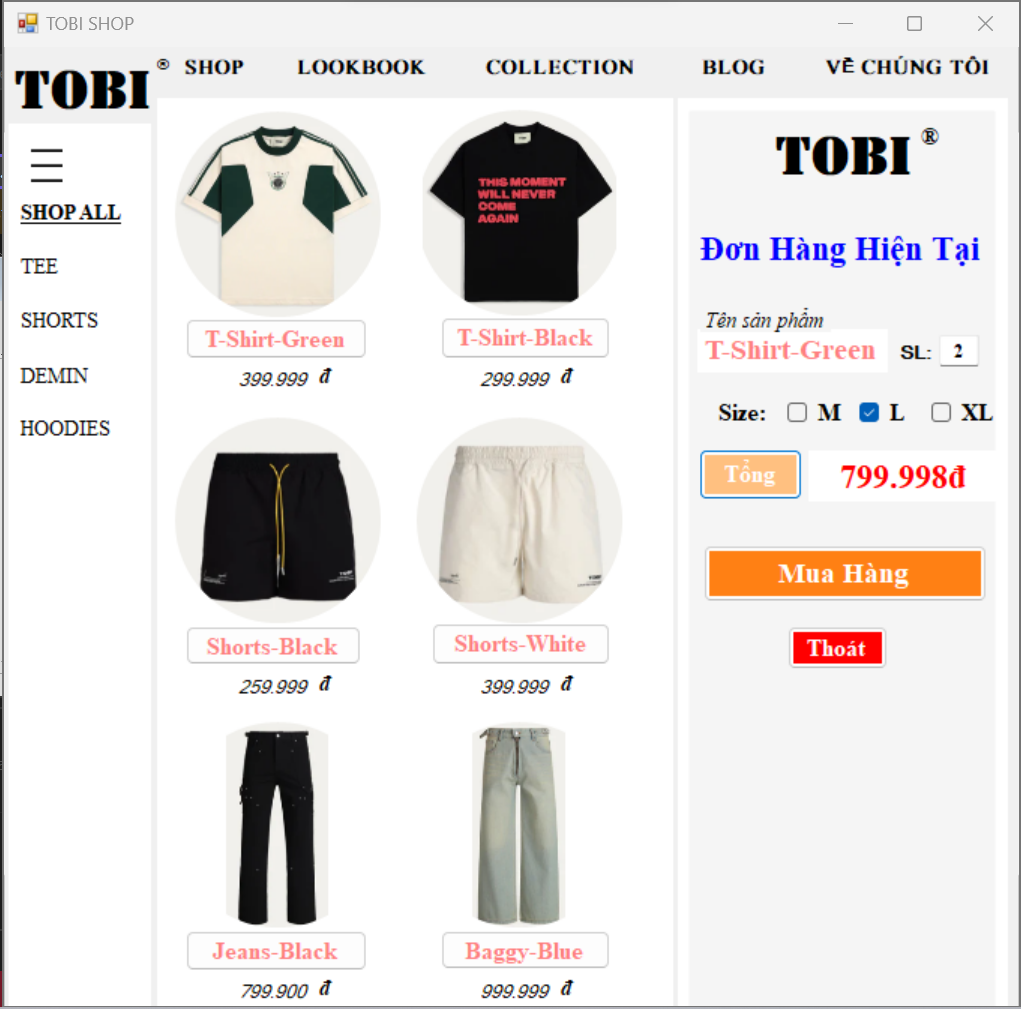 TOBI SHOP
TOBI ® SHOP LOOKBOOK COLLECTION BLOG VỀ CHÚNG TÔI
SHOP ALL
TEE
SHORTS
DEMIN
HOODIES
THIS MOMENT
WILL NEVER
COME
AGAIN
T-Shirt-Green
399.999 đ
T-Shirt-Black
299.999 đ
Shorts-Black
259.999 đ
Shorts-White
399.999 đ
Jeans-Black
799.900 đ
Baggy-Blue
999.999 đ
TOBI ®
Đơn Hàng Hiện Tại
Tên sản phẩm
T-Shirt-Green SL: 2
Size: M L XL
Tổng 799.998đ
Mua Hàng
Thoát